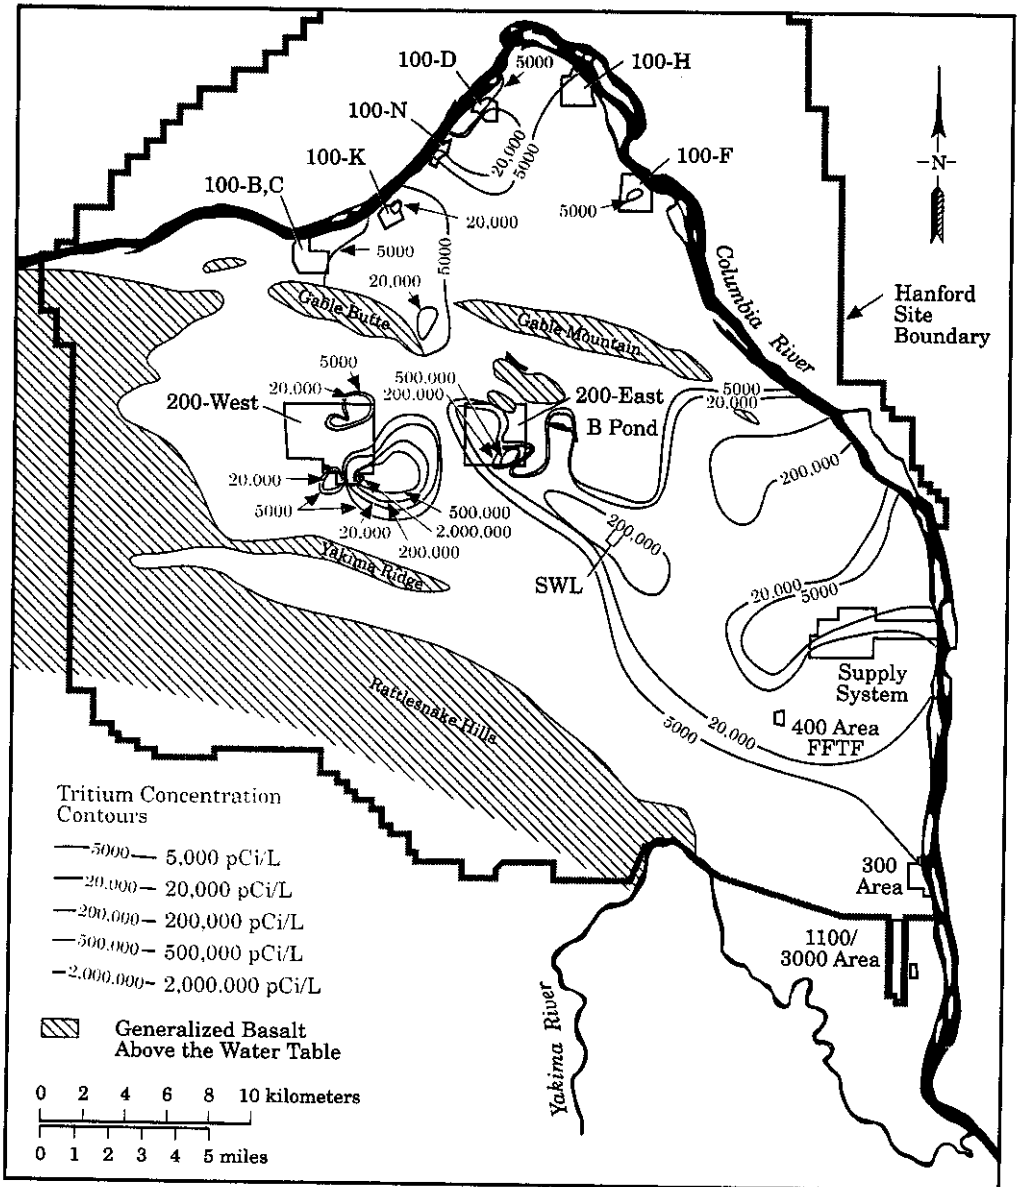 100-D
5000
100-H
100-N
20,000
5000
100-K
100-F
100-B,C
20,000
5000
5000
5000
20,000
-N-
Columbia River
Hanford
Site
Boundary
Gable Butte
Gable Mountain
5000
20,000
500,000
200,000
200-East
B Pond
5000
20,000
200-West
200,000
20,000
5000
500,000
2,000,000
20,000
200,000
200,000
SWL
Yakima Ridge
20,000
5000
Supply
System
Rattlesnake Hills
400 Area
FFTF
20,000
5000
Tritium Concentration
Contours
5000 5,000 pCi/L
20,000 20,000 pCi/L
200,000 200,000 pCi/L
500,000 500,000 pCi/L
2,000,000 2,000,000 pCi/L
Generalized Basalt
Above the Water Table
0 2 4 6 8 10 kilometers
0 1 2 3 4 5 miles
300
Area
1100/
3000 Area
Yakima River